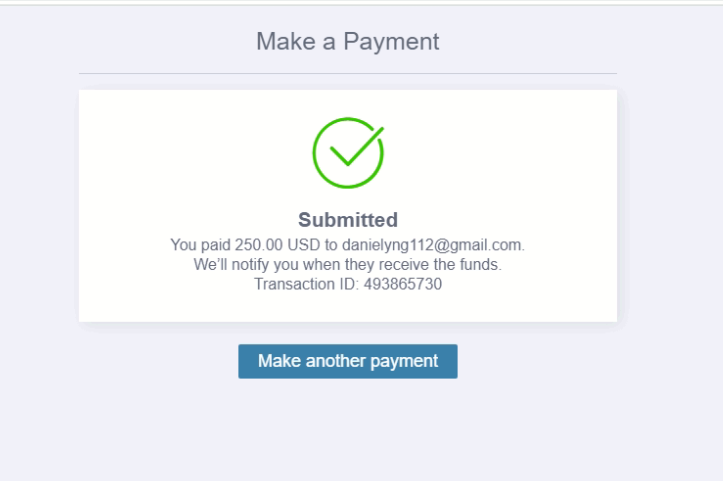 Make a Payment
Submitted
You paid 250.00 USD to danielyng112@gmail.com.
We'll notify you when they receive the funds.
Transaction ID: 493865730
Make another payment